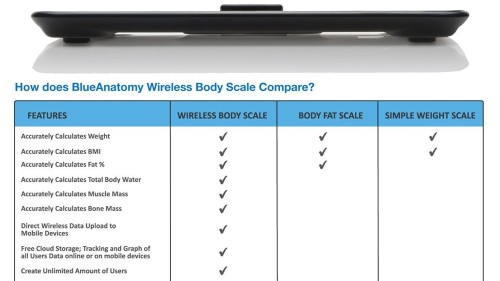 How does BlueAnatomy Wireless Body Scale Compare?
FEATURES WIRELESS BODY SCALE BODY FAT SCALE SIMPLE WEIGHT SCALE
Accurately Calculates Weight ✔ ✔ ✔
Accurately Calculates BMI ✔ ✔ ✔
Accurately Calculates Fat % ✔ ✔
Accurately Calculates Total Body Water ✔
Accurately Calculates Muscle Mass ✔
Accurately Calculates Bone Mass ✔
Direct Wireless Data Upload to
Mobile Devices ✔
Free Cloud Storage; Tracking and Graph of
all Users Data online or on mobile devices ✔
Create Unlimited Amount of Users ✔